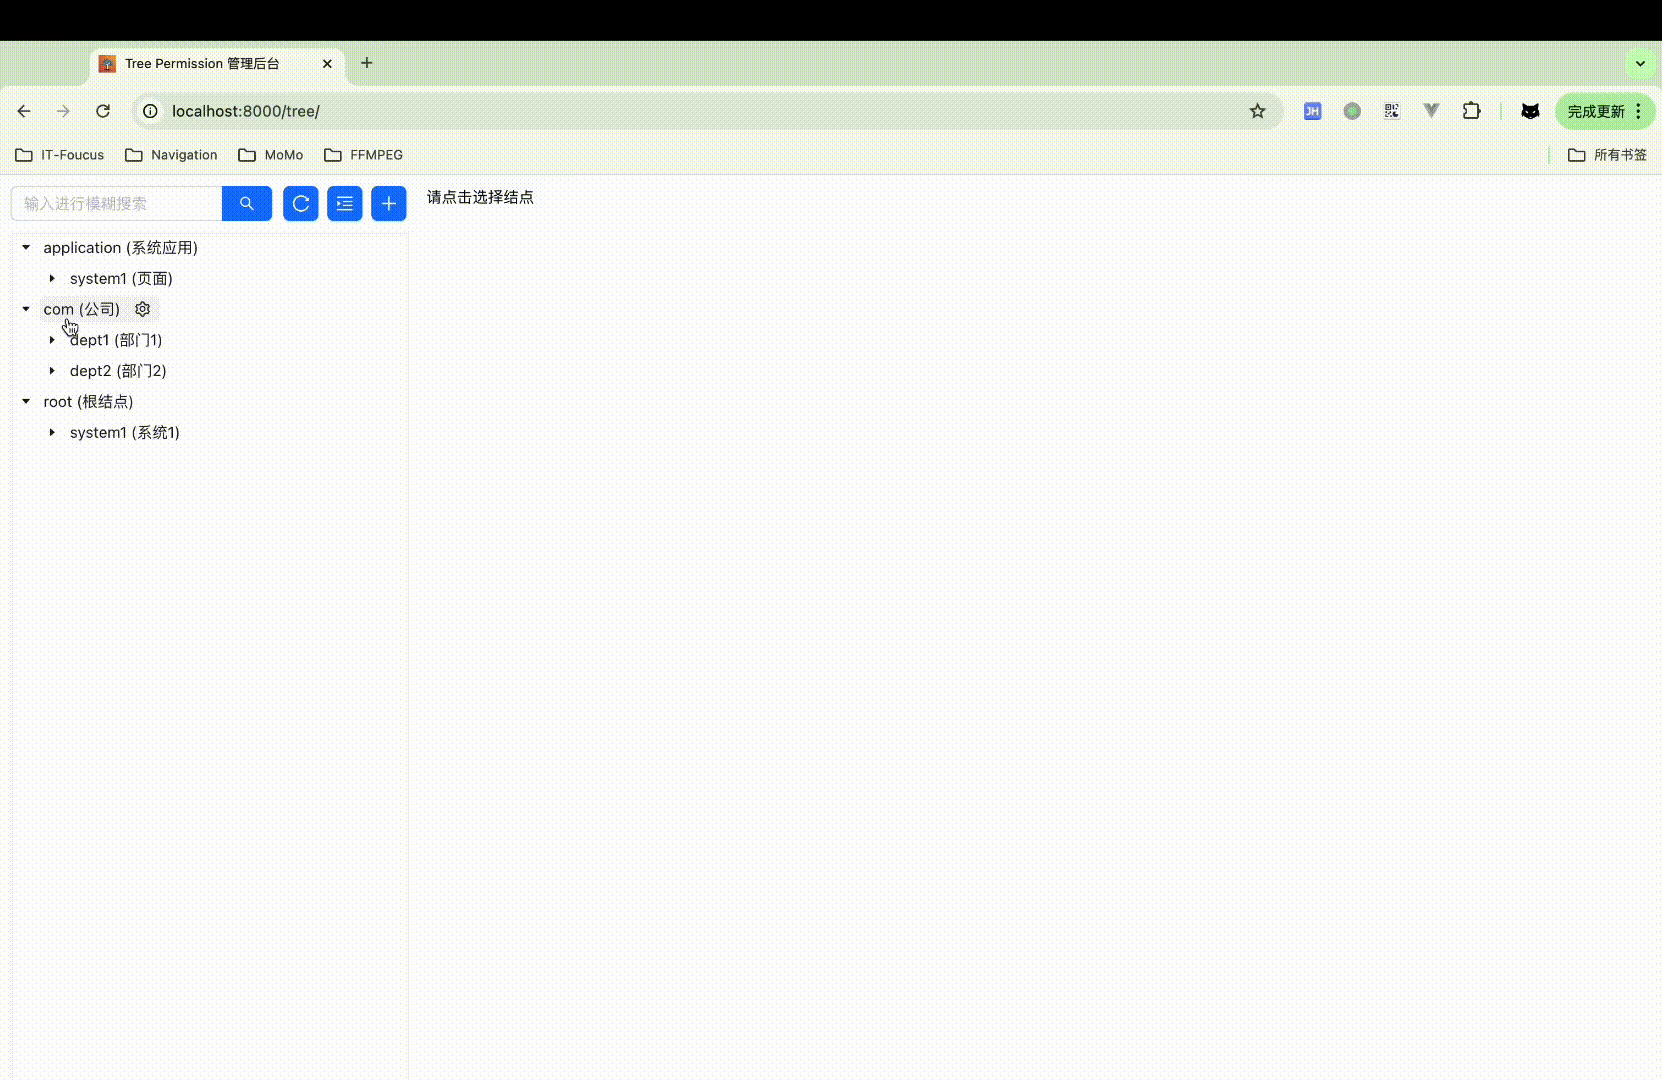 Tree Permission 管理后台
localhost:8000/tree/
JH
完成更新
IT-Foucus
Navigation
MoMo
FFMPEG
所有书签
输入进行模糊搜索
请点击选择结点
application (系统应用)
system1 (页面)
com (公司)
dept1 (部门1)
dept2 (部门2)
root (根结点)
system1 (系统1)